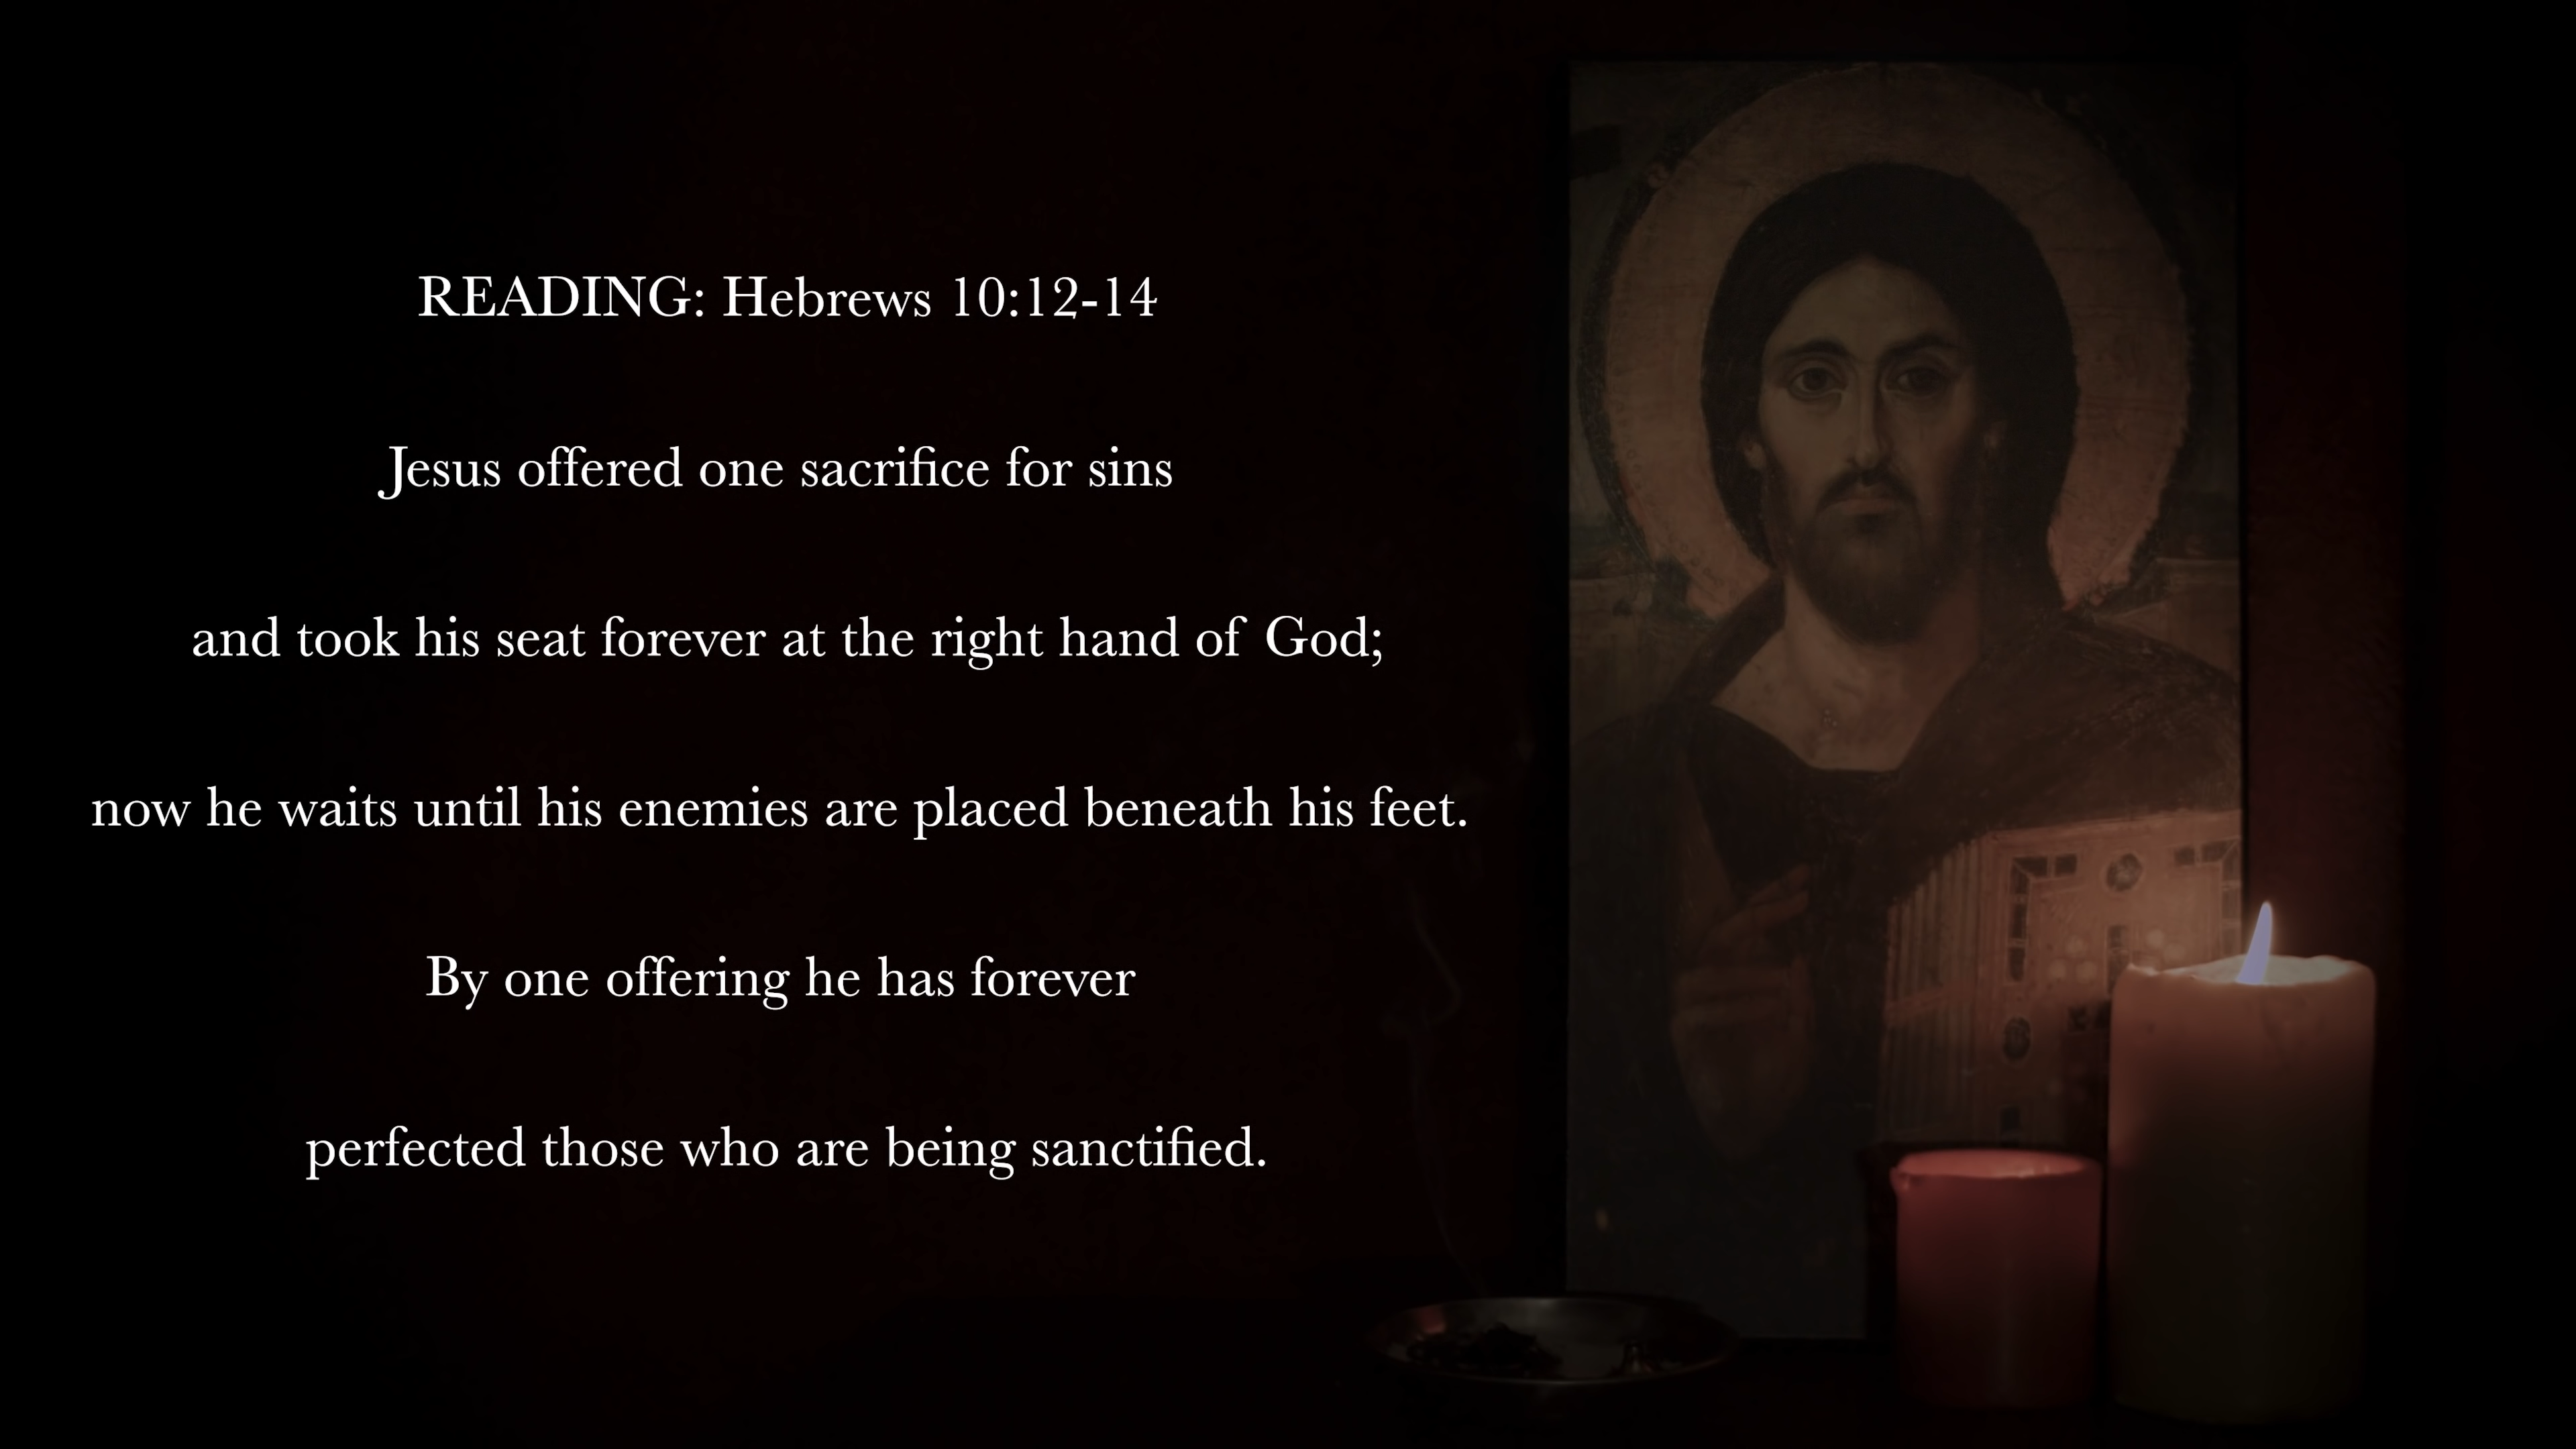 READING: Hebrews 10:12-14
Jesus offered one sacrifice for sins
and took his seat forever at the right hand of God;
now he waits until his enemies are placed beneath his feet.
By one offering he has forever
perfected those who are being sanctified.